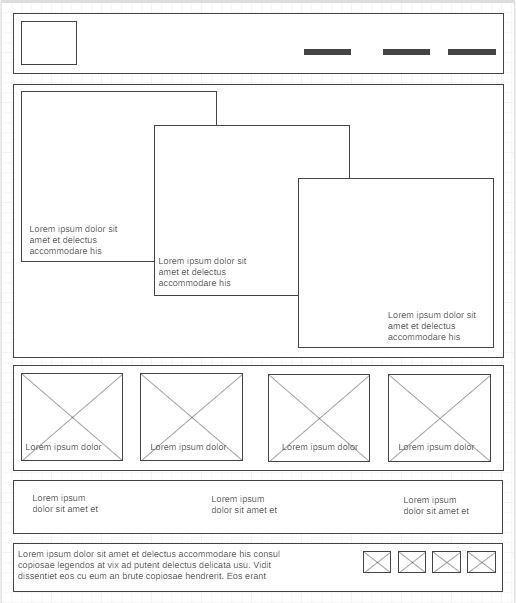 Lorem ipsum dolor sit
amet et delectus
accommodare his
Lorem ipsum dolor sit
amet et delectus
accommodare his
Lorem ipsum dolor sit
amet et delectus
accommodare his
Lorem ipsum dolor
Lorem ipsum dolor
Lorem ipsum dolor
Lorem ipsum dolor
Lorem ipsum
dolor sit amet et
Lorem ipsum
dolor sit amet et
Lorem ipsum
dolor sit amet et
Lorem ipsum dolor sit amet et delectus accommodare his consul
copiosae legendos at vix ad putent delectus delicata usu. Vidit
dissentiet eos cu eum an brute copiosae hendrerit. Eos erant